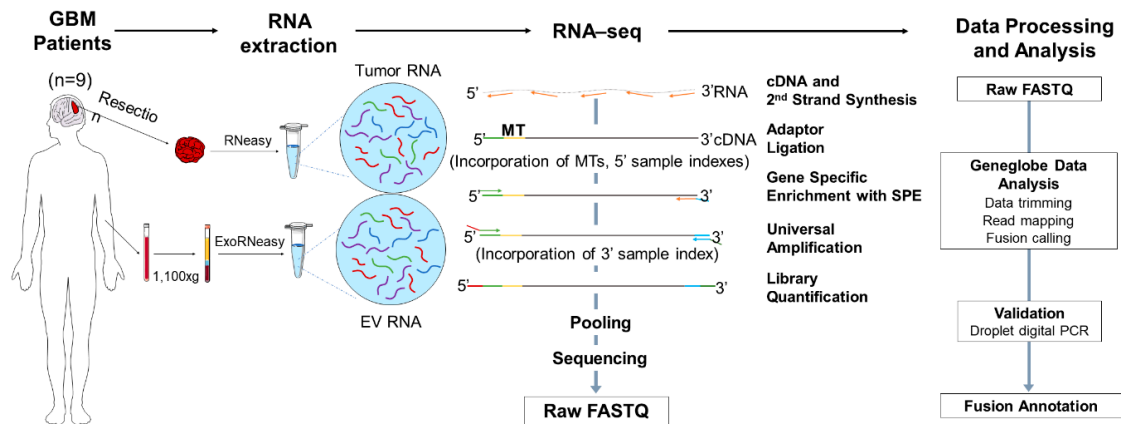 GBM
Patients
RNA
extraction
RNA–seq
Data Processing
and Analysis
(n=9)
Resectio
n
RNeasy
Tumor RNA
1,100xg
ExoRNeasy
EV RNA
5’
3’RNA
cDNA and
2nd Strand Synthesis
5’
MT
3’cDNA
Adaptor
Ligation
(Incorporation of MTs, 5’ sample indexes)
5’
3’
Gene Specific
Enrichment with SPE
5’
3’
Universal
Amplification
(Incorporation of 3’ sample index)
5’
3’
Library
Quantification
Pooling
Sequencing
Raw FASTQ
Raw FASTQ
Geneglobe Data
Analysis
Data trimming
Read mapping
Fusion calling
Validation
Droplet digital PCR
Fusion Annotation